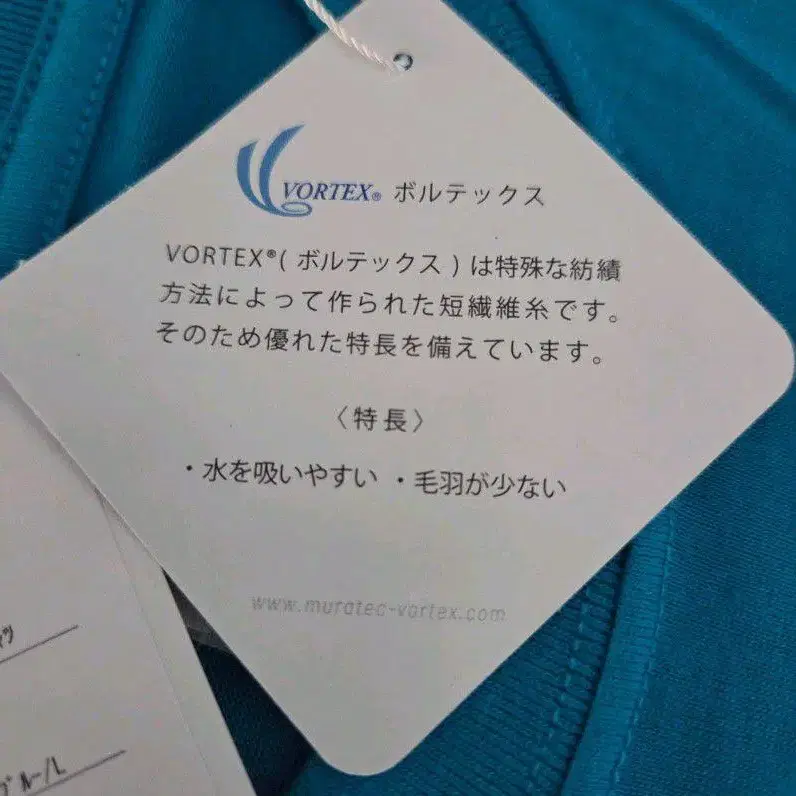 VORTEX® ボルテックス
VORTEX®( ボルテックス ) は特殊な紡績
方法によって作られた短繊維糸です。
そのため優れた特長を備えています。
〈特長〉
・水を吸いやすい ・毛羽が少ない
www.muratec-vortex.com
ブルー/L